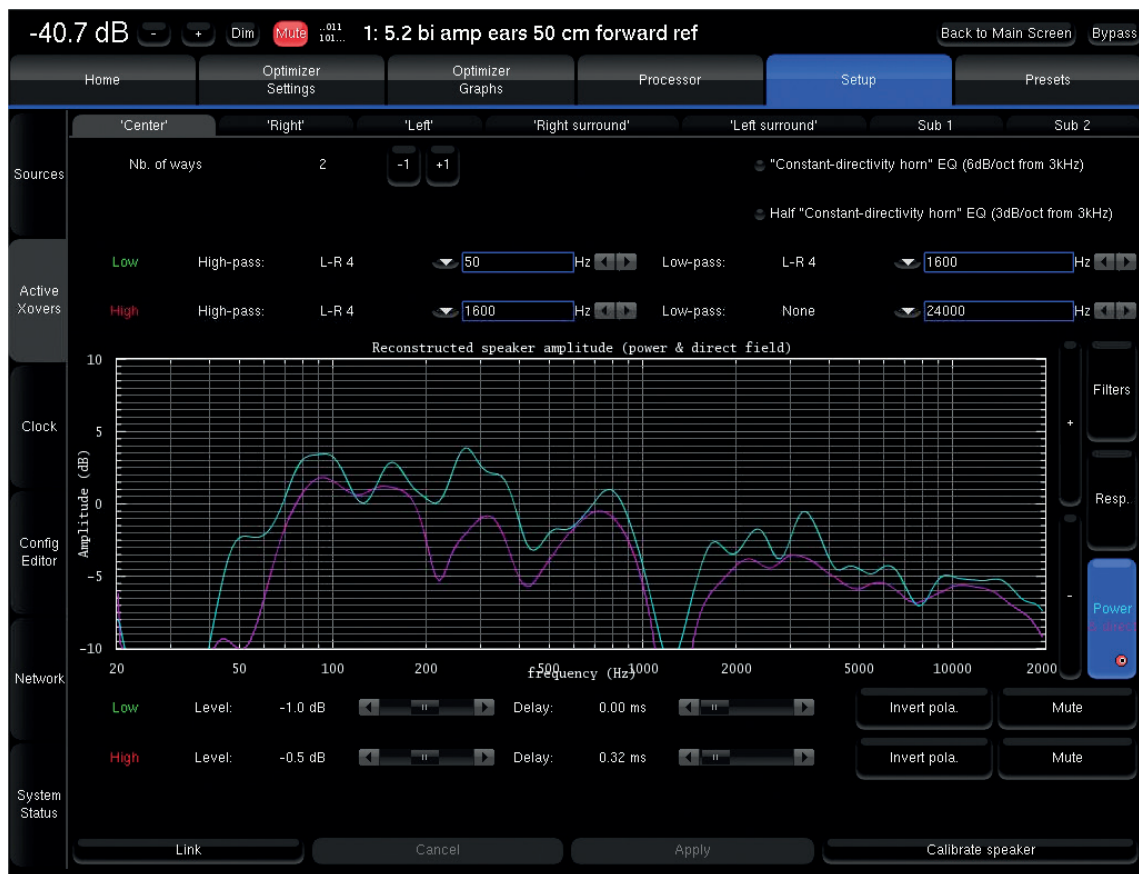 -40.7 dB - + Dim Mute ..011 101... 1: 5.2 bi amp ears 50 cm forward ref Back to Main Screen Bypass
Home Optimizer Settings Optimizer Graphs Processor Setup Presets
'Center' 'Right' 'Left' 'Right surround' 'Left surround' Sub 1 Sub 2
Sources
Nb. of ways 2 -1 +1 "Constant-directivity horn" EQ (6dB/oct from 3kHz)
Half "Constant-directivity horn" EQ (3dB/oct from 3kHz)
Low High-pass: L-R 4 50 Hz Low-pass: L-R 4 1600 Hz
Active Xovers
High High-pass: L-R 4 1600 Hz Low-pass: None 24000 Hz
Reconstructed speaker amplitude (power & direct field)
10
5
0
-5
-10
Amplitude (dB)
20 50 100 200 500 1000 2000 5000 10000 2000
frequency (Hz)
+
-
Filters
Resp.
Power
Clock
Config Editor
Network
Low Level: -1.0 dB Delay: 0.00 ms Invert pola. Mute
High Level: -0.5 dB Delay: 0.32 ms Invert pola. Mute
System Status
Link Cancel Apply Calibrate speaker